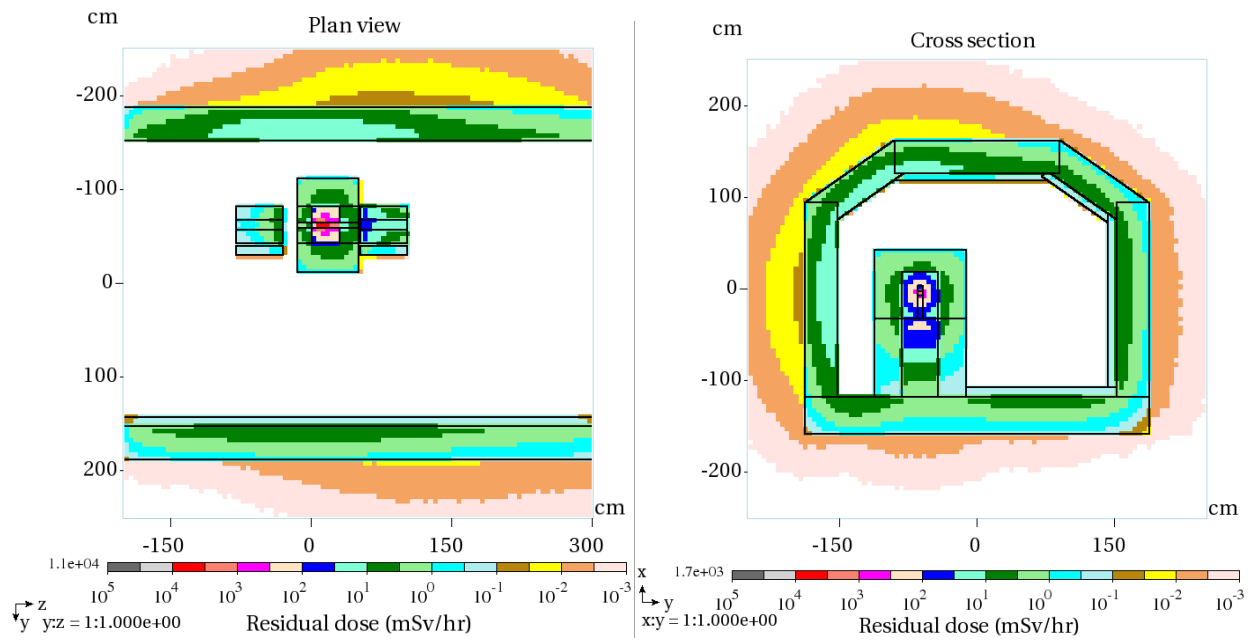 cm
Plan view
-200
-100
0
100
200
cm
-150 0 150 300
1.1e+04
10^5 10^4 10^3 10^2 10^1 10^0 10^-1 10^-2 10^-3
z
y y:z = 1:1.000e+00
Residual dose (mSv/hr)
cm
Cross section
200
100
0
-100
-200
cm
-150 0 150
1.7e+03
10^5 10^4 10^3 10^2 10^1 10^0 10^-1 10^-2 10^-3
x
y
x:y = 1:1.000e+00
Residual dose (mSv/hr)